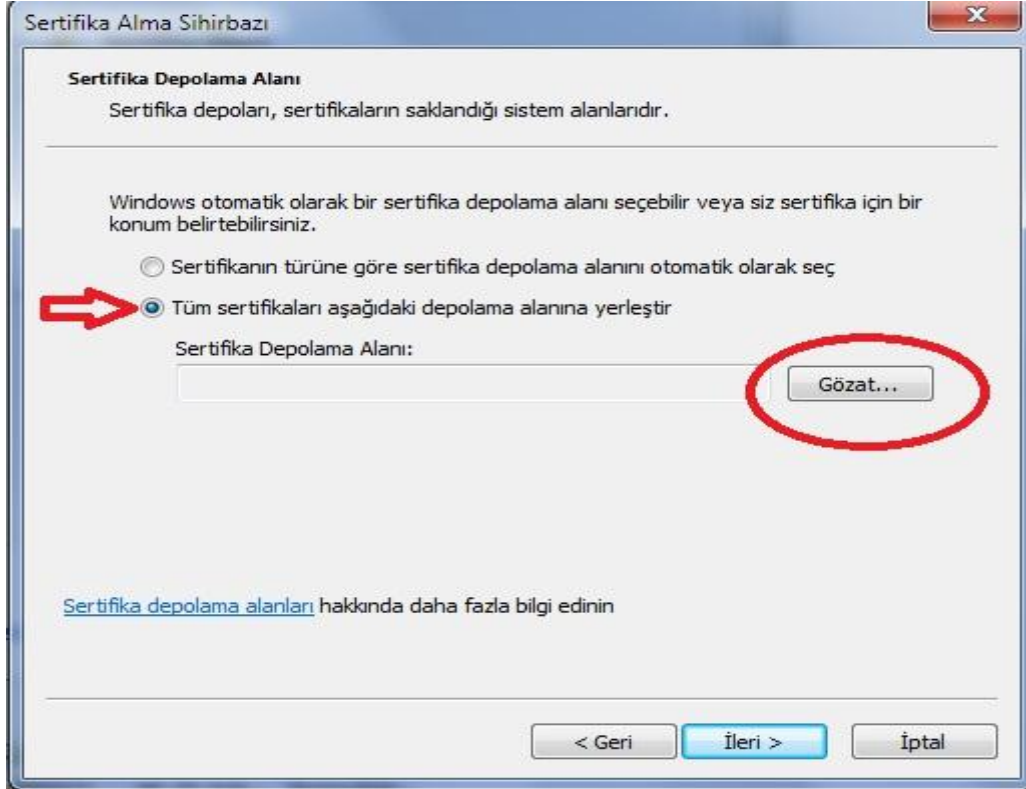 Sertifika Alma Sihirbazı
Sertifika Depolama Alanı
Sertifika depoları, sertifikaların saklandığı sistem alanlarıdır.
Windows otomatik olarak bir sertifika depolama alanı seçebilir veya siz sertifika için bir
konum belirtebilirsiniz.
Sertifikanın türüne göre sertifika depolama alanını otomatik olarak seç
Tüm sertifikaları aşağıdaki depolama alanına yerleştir
Sertifika Depolama Alanı:
Gözat...
Sertifika depolama alanları hakkında daha fazla bilgi edinin
< Geri İleri > İptal